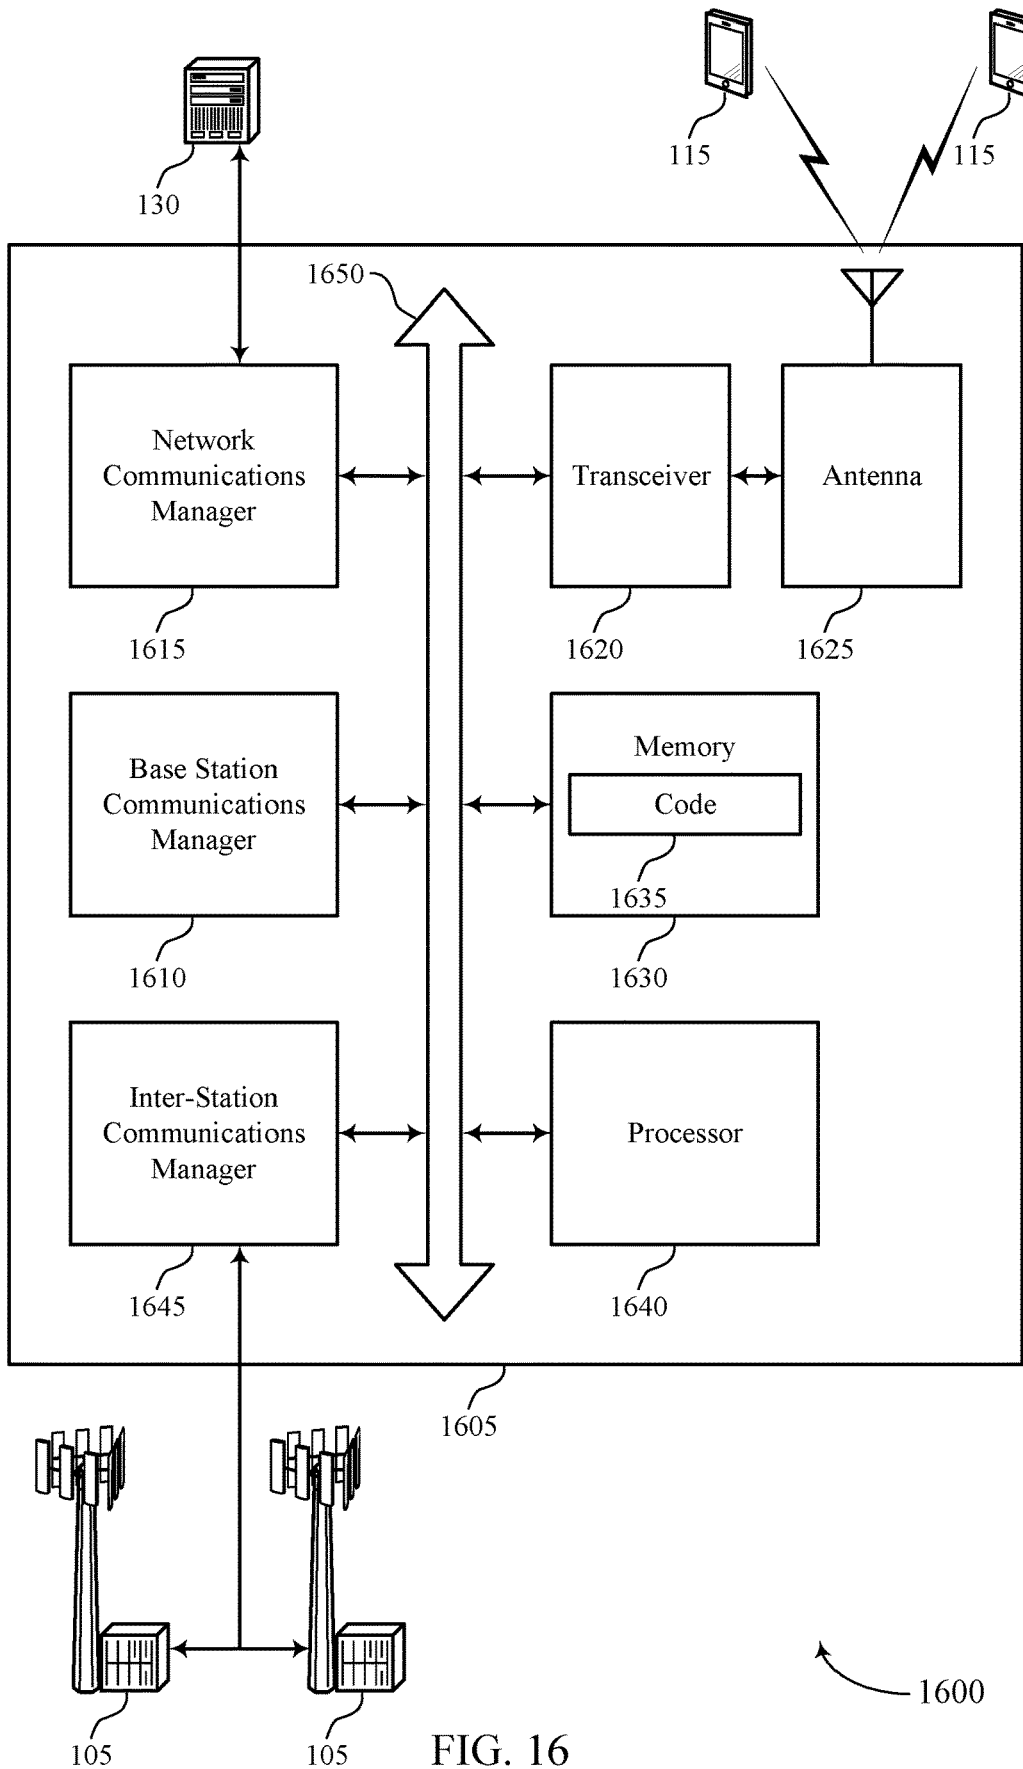 115
115
130
1650
Network
Communications
Manager
Transceiver
Antenna
1615
1620
1625
Base Station
Communications
Manager
Memory
Code
1635
1610
1630
Inter-Station
Communications
Manager
Processor
1645
1640
1605
1600
105
105
FIG. 16